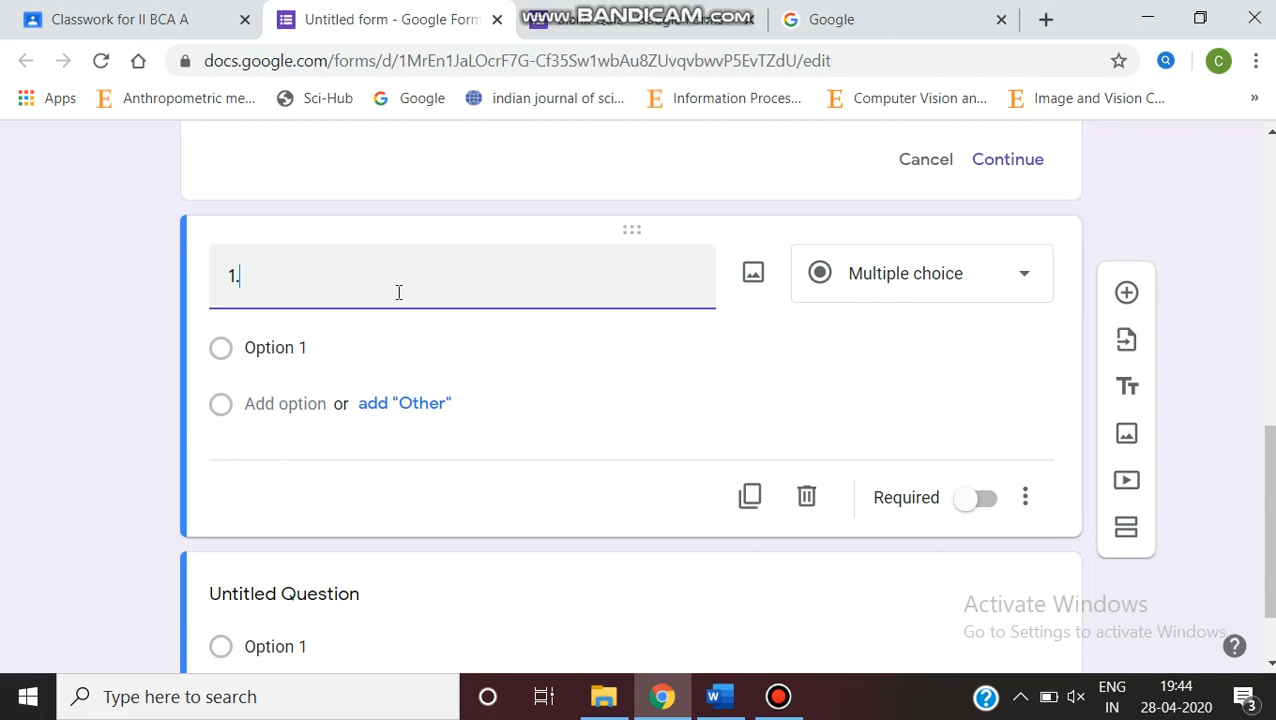 Classwork for II BCA A
Untitled form - Google Form
www.BANDICAM.com
Google
docs.google.com/forms/d/1MrEn1JaLOcrF7G-Cf35Sw1wbAu8ZUvqvbwvP5EvTZdU/edit
C
Apps
Anthropometric me...
Sci-Hub
Google
indian journal of sci...
Information Proces...
Computer Vision an...
Image and Vision C...
Cancel
Continue
1.
Multiple choice
Option 1
Add option or add "Other"
Required
Untitled Question
Option 1
Activate Windows
Go to Settings to activate Windows.
Type here to search
ENG
IN
19:44
28-04-2020
3